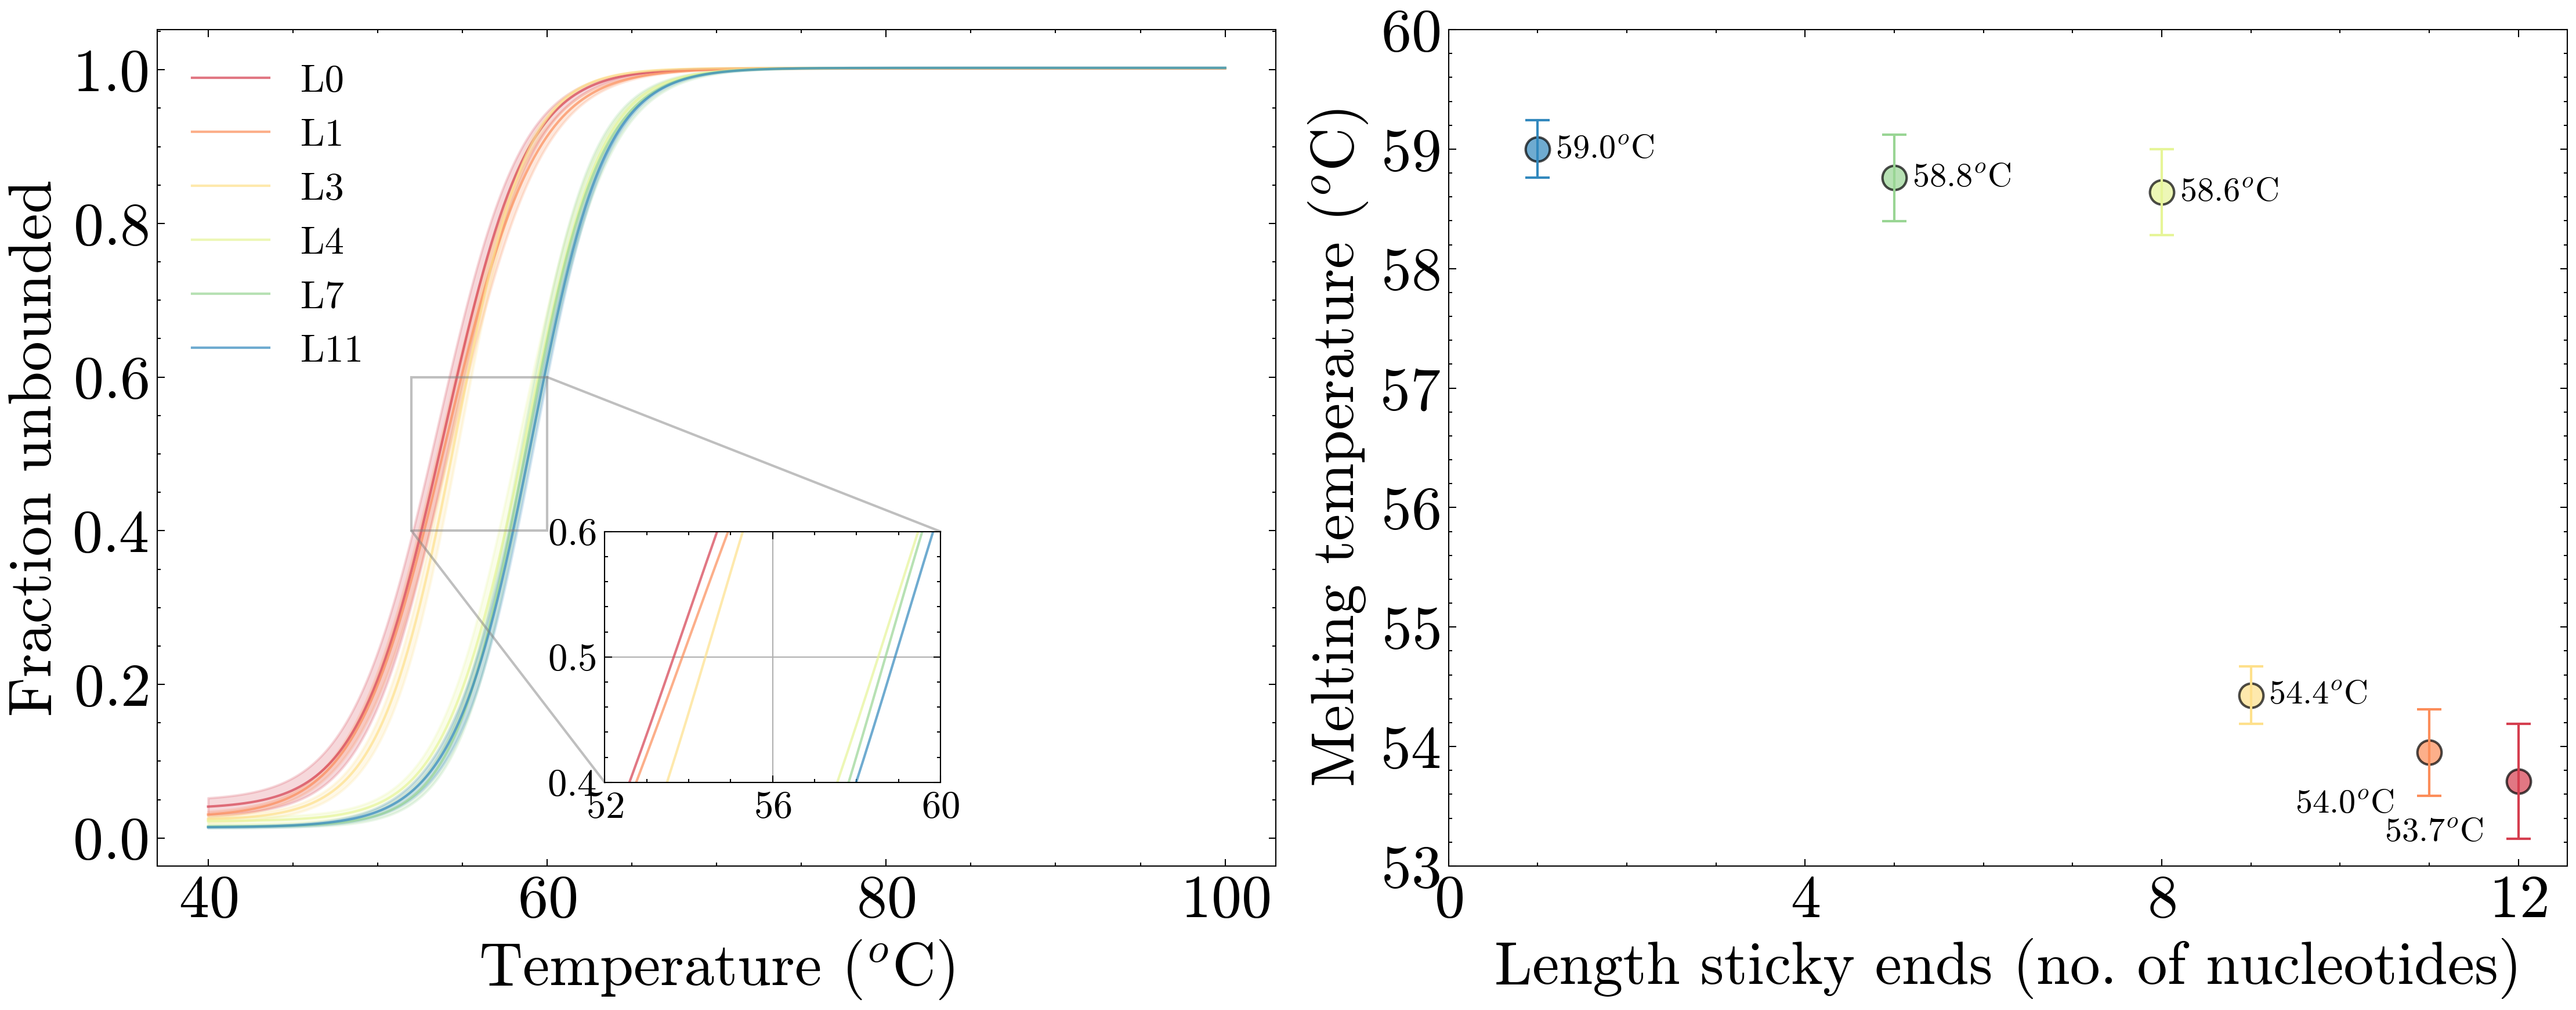 Fraction unbounded
1.0
0.8
0.6
0.4
0.2
0.0
L0
L1
L3
L4
L7
L11
0.6
0.5
0.4
52 56 60
40 60 80 100
Temperature (°C)
Melting temperature (°C)
60
59
58
57
56
55
54
53
59.0°C
58.8°C
58.6°C
54.4°C
54.0°C
53.7°C
0 4 8 12
Length sticky ends (no. of nucleotides)